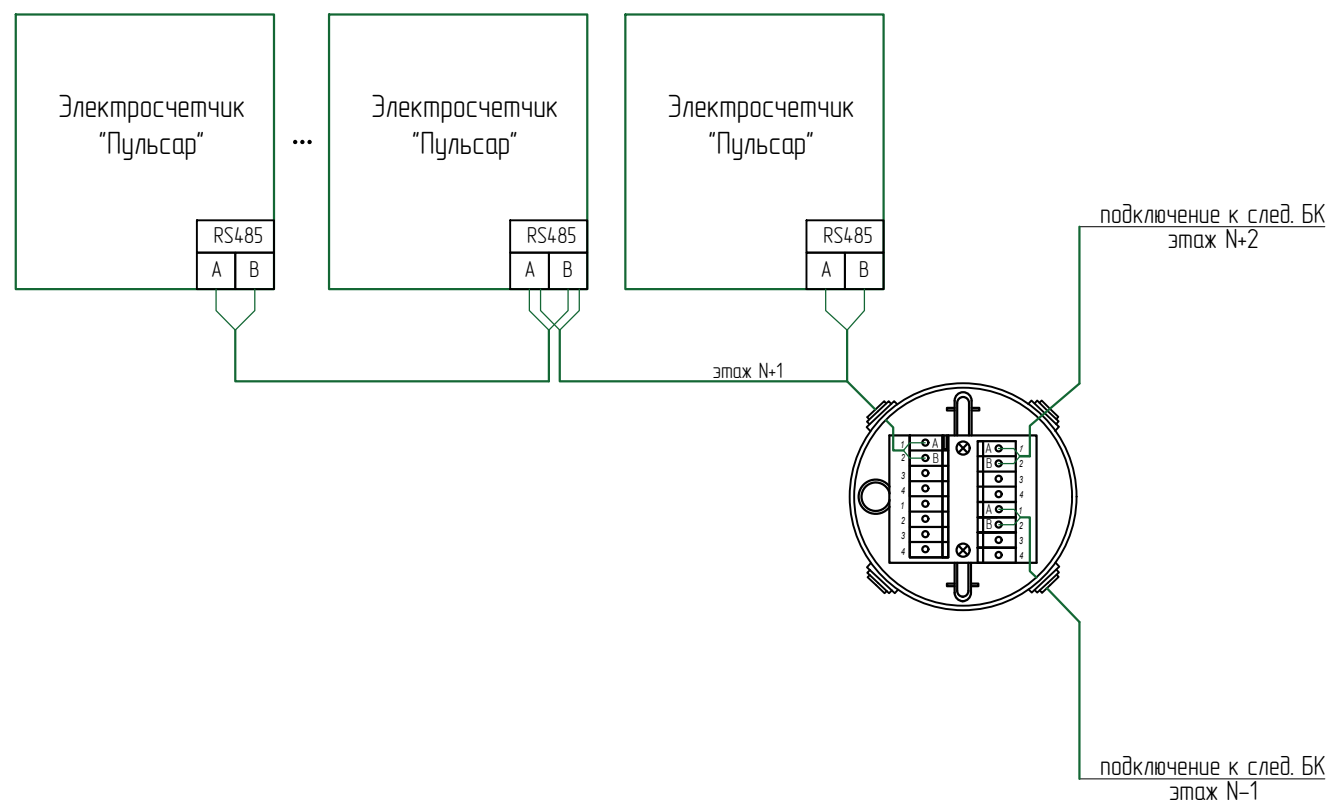 Электросчетчик
"Пульсар"
...
Электросчетчик
"Пульсар"
Электросчетчик
"Пульсар"
RS485
A B
RS485
A B
RS485
A B
подключение к след. БК
этаж N+2
этаж N+1
1 A
2 B
3
4
1
2
3
4
A 1
B 2
3
4
A 1
B 2
3
4
подключение к след. БК
этаж N-1